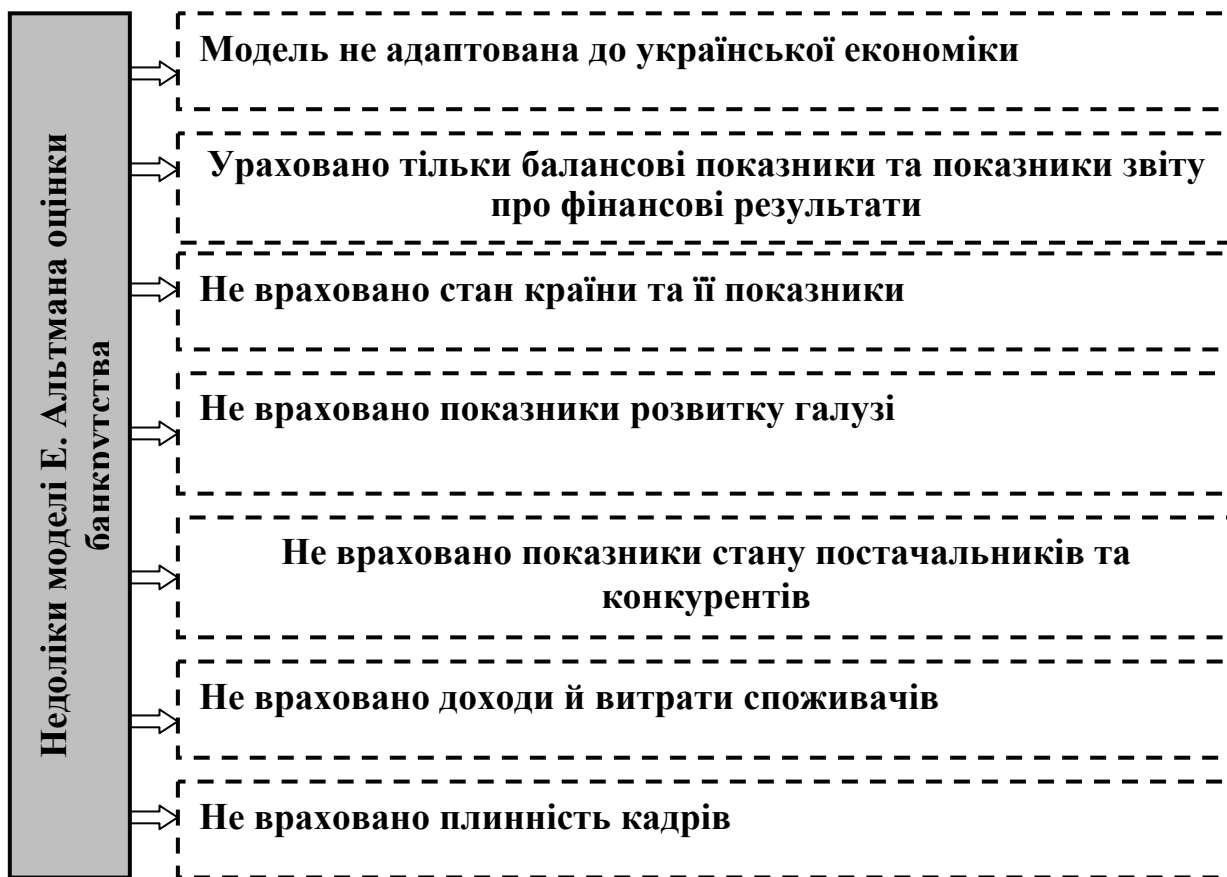 Недоліки моделі Е. Альтмана оцінки
банкрутства
Модель не адаптована до української економіки
Ураховано тільки балансові показники та показники звіту
про фінансові результати
Не враховано стан країни та її показники
Не враховано показники розвитку галузі
Не враховано показники стану постачальників та
конкурентів
Не враховано доходи й витрати споживачів
Не враховано плинність кадрів